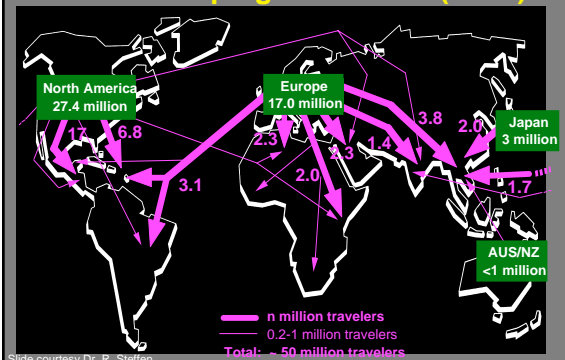 North America
27.4 million
Europe
17.0 million
Japan
3 million
AUS/NZ
<1 million
17
6.8
3.1
2.3
2.3
2.0
1.4
3.8
2.0
1.7
n million travelers
0.2-1 million travelers
Total: ~ 50 million travelers
Slide courtesy Dr. R. Steffen